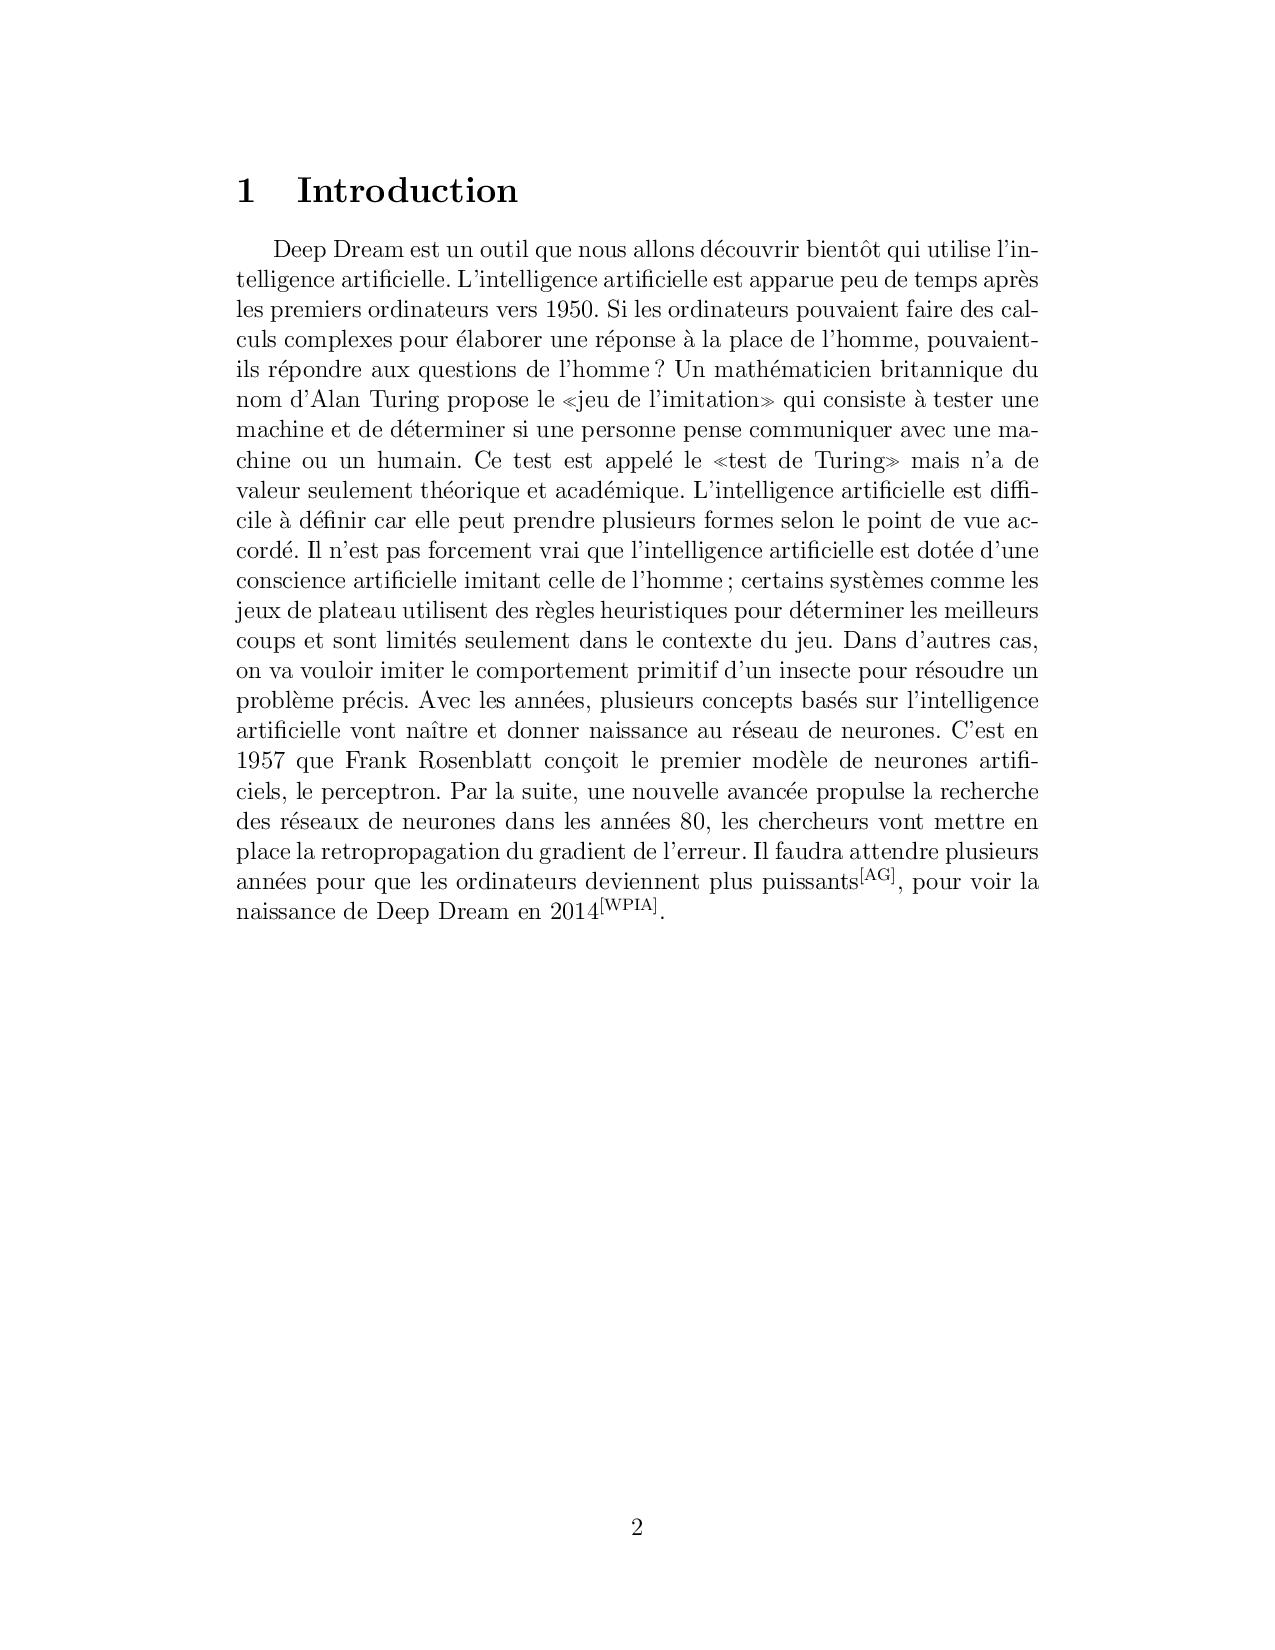 1 Introduction
Deep Dream est un outil que nous allons découvrir bientôt qui utilise l'in-
telligence artificielle. L'intelligence artificielle est apparue peu de temps après
les premiers ordinateurs vers 1950. Si les ordinateurs pouvaient faire des cal-
culs complexes pour élaborer une réponse à la place de l'homme, pouvaient-
ils répondre aux questions de l'homme ? Un mathématicien britannique du
nom d'Alan Turing propose le «jeu de l'imitation» qui consiste à tester une
machine et de déterminer si une personne pense communiquer avec une ma-
chine ou un humain. Ce test est appelé le «test de Turing» mais n'a de
valeur seulement théorique et académique. L'intelligence artificielle est diffi-
cile à définir car elle peut prendre plusieurs formes selon le point de vue ac-
cordé. Il n'est pas forcement vrai que l'intelligence artificielle est dotée d'une
conscience artificielle imitant celle de l'homme ; certains systèmes comme les
jeux de plateau utilisent des règles heuristiques pour déterminer les meilleurs
coups et sont limités seulement dans le contexte du jeu. Dans d'autres cas,
on va vouloir imiter le comportement primitif d'un insecte pour résoudre un
problème précis. Avec les années, plusieurs concepts basés sur l'intelligence
artificielle vont naître et donner naissance au réseau de neurones. C'est en
1957 que Frank Rosenblatt conçoit le premier modèle de neurones artifi-
ciels, le perceptron. Par la suite, une nouvelle avancée propulse la recherche
des réseaux de neurones dans les années 80, les chercheurs vont mettre en
place la retropropagation du gradient de l'erreur. Il faudra attendre plusieurs
années pour que les ordinateurs deviennent plus puissants[AG], pour voir la
naissance de Deep Dream en 2014[WPIA].
2